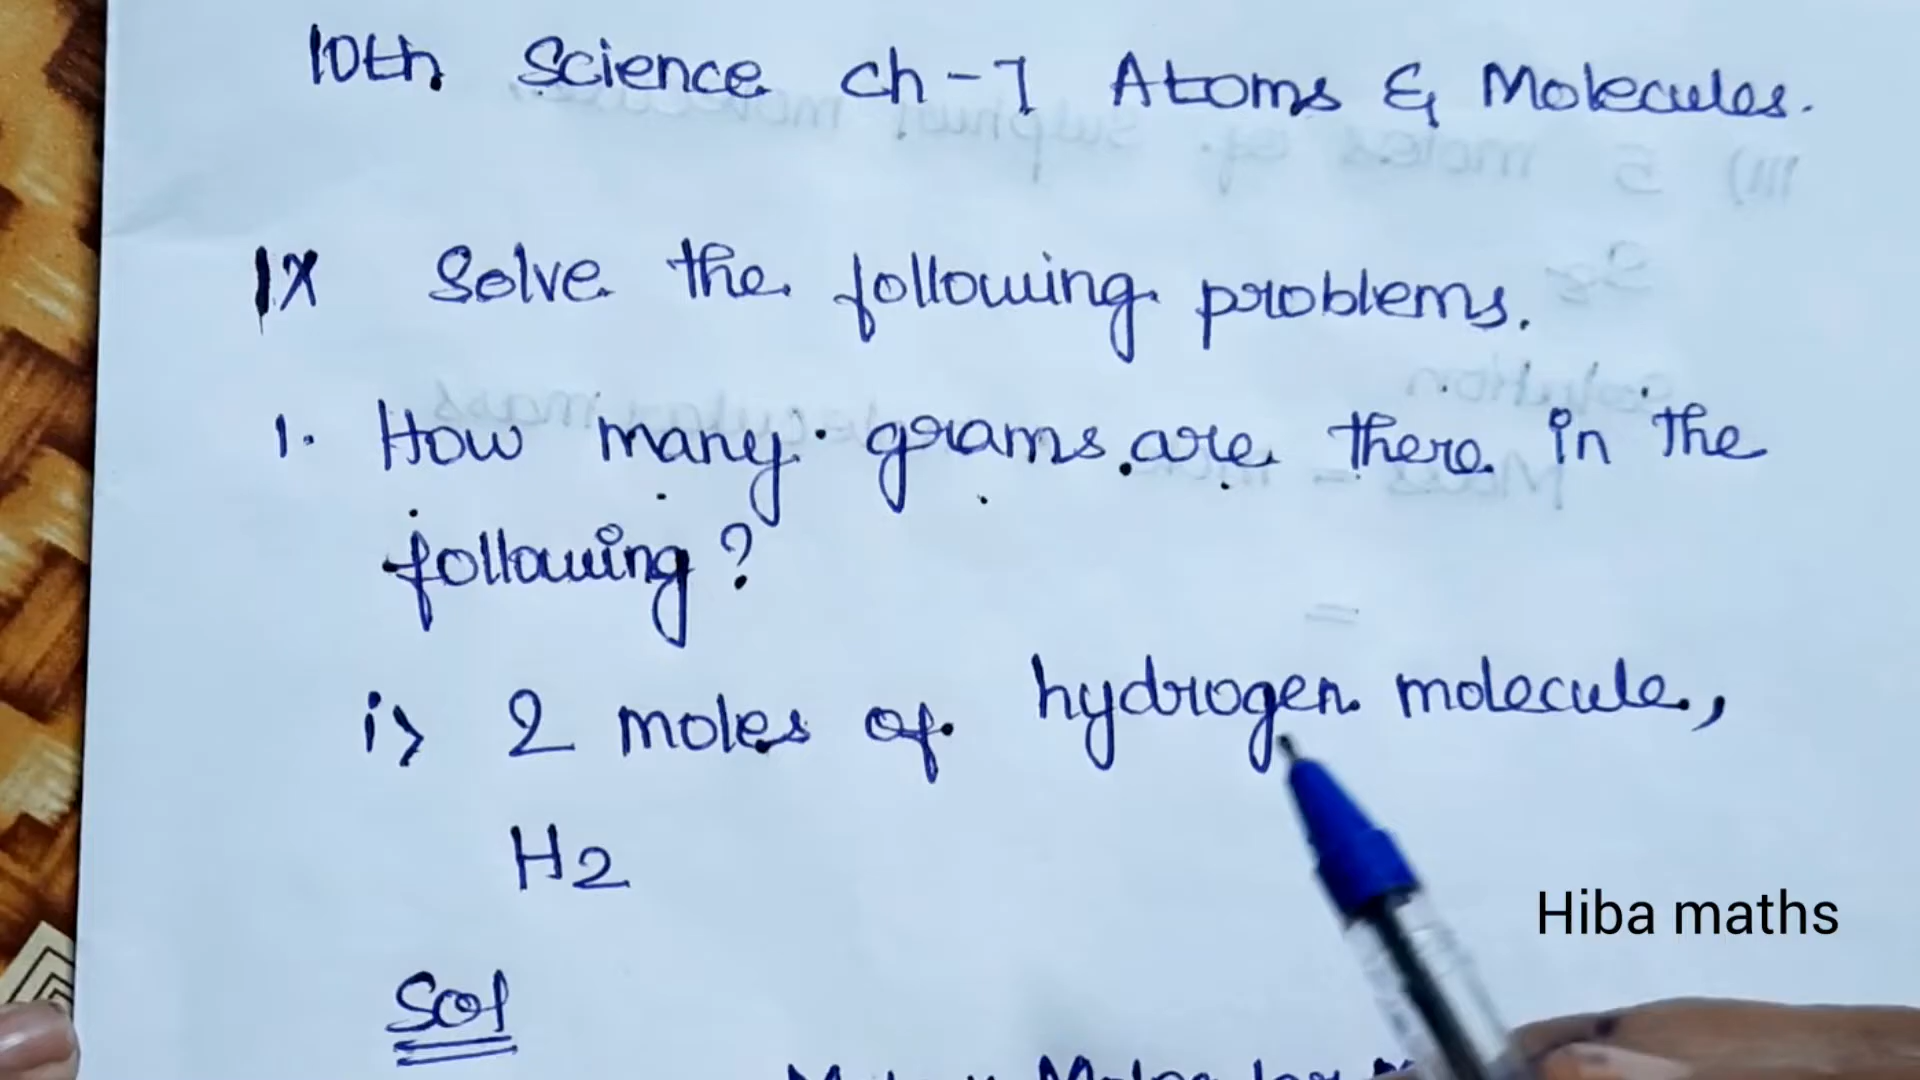 10th Science Ch-7 Atoms & Molecules.
IX Solve the following problems.
1. How many grams are there in the
following?
i> 2 moles of hydrogen molecule,
H2
Hiba maths
Sol